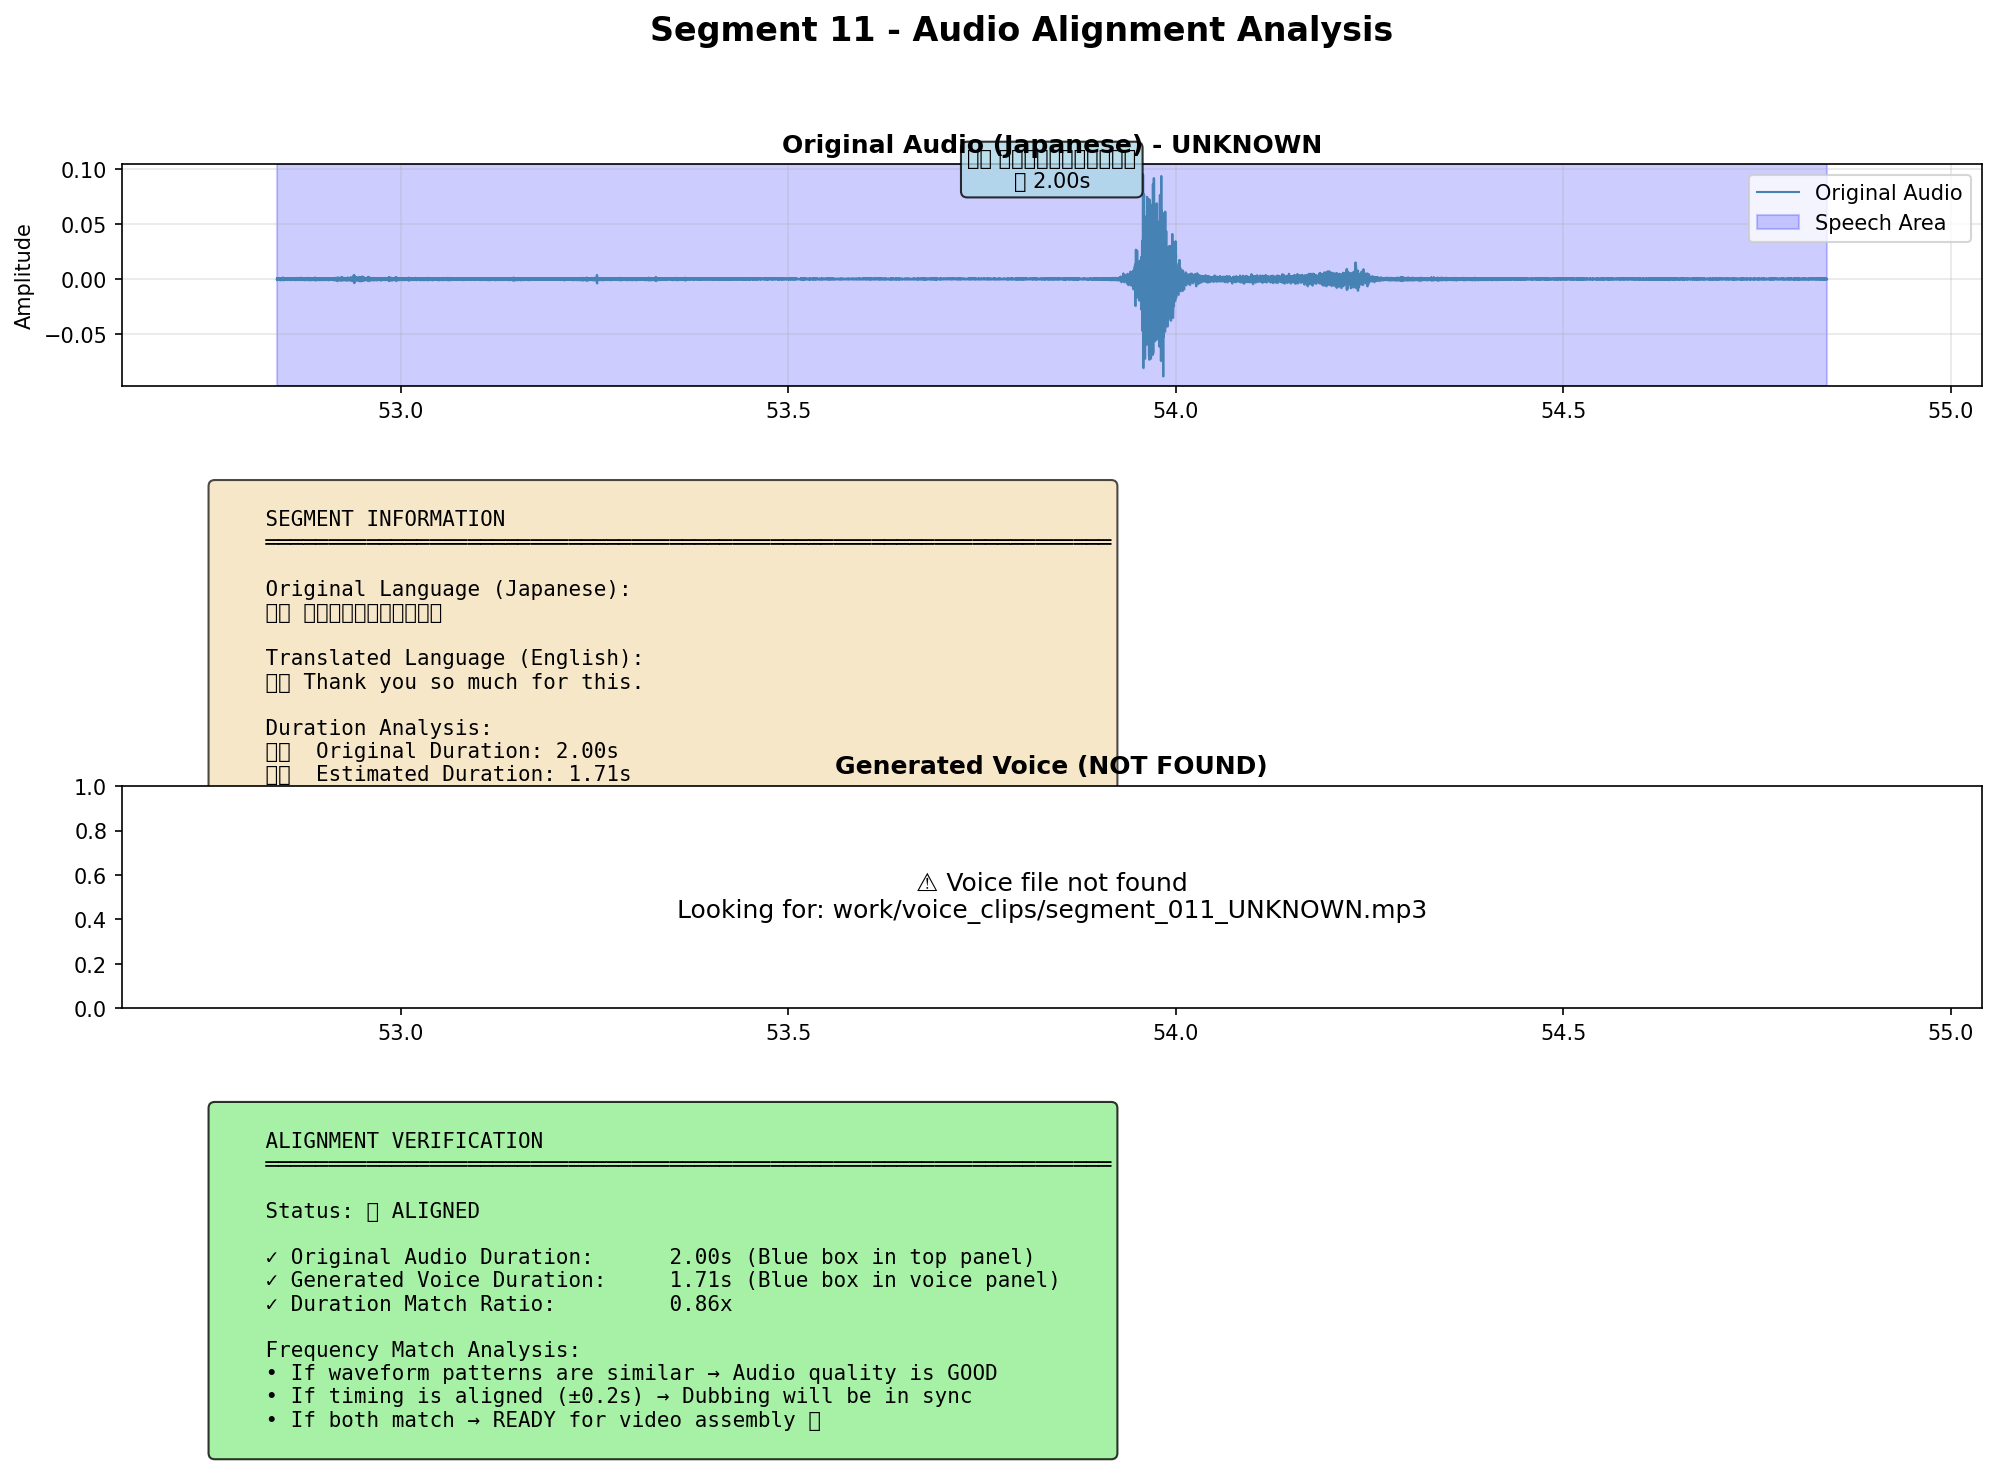 Segment 11 - Audio Alignment Analysis
Original Audio (Japanese) - UNKNOWN
2.00s
Original Audio
Speech Area
Amplitude
0.10
0.05
0.00
−0.05
53.0 53.5 54.0 54.5 55.0
SEGMENT INFORMATION
Original Language (Japanese):
Translated Language (English):
Thank you so much for this.
Duration Analysis:
Original Duration: 2.00s
Estimated Duration: 1.71s
Generated Voice (NOT FOUND)
1.0
0.8
0.6
0.4
0.2
0.0
⚠ Voice file not found
Looking for: work/voice_clips/segment_011_UNKNOWN.mp3
53.0 53.5 54.0 54.5 55.0
ALIGNMENT VERIFICATION
Status: ALIGNED
✓ Original Audio Duration: 2.00s (Blue box in top panel)
✓ Generated Voice Duration: 1.71s (Blue box in voice panel)
✓ Duration Match Ratio: 0.86x
Frequency Match Analysis:
• If waveform patterns are similar → Audio quality is GOOD
• If timing is aligned (±0.2s) → Dubbing will be in sync
• If both match → READY for video assembly